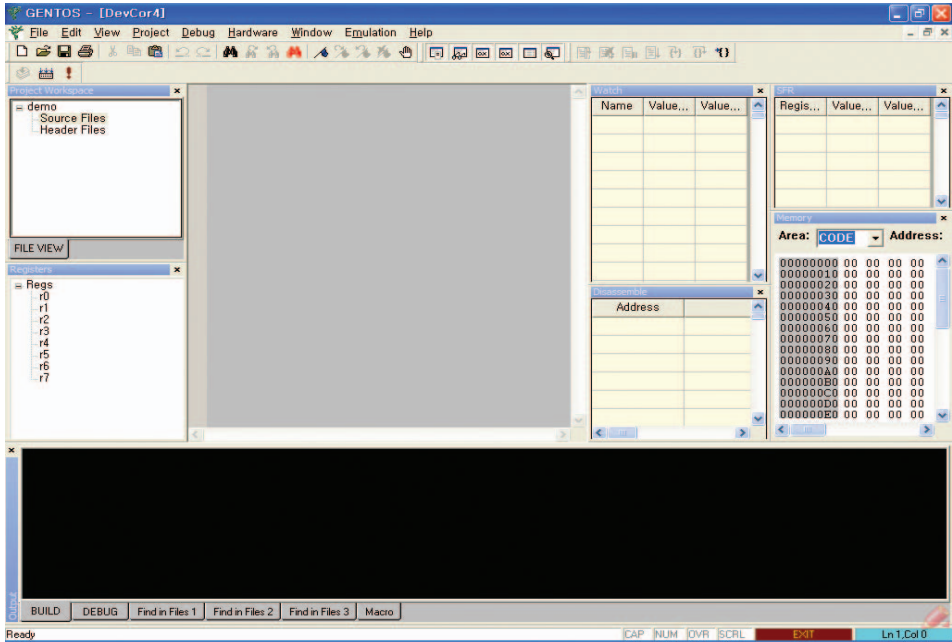 GENTOS - [DevCor4]
File Edit View Project Debug Hardware Window Emulation Help
Project Workspace
demo
Source Files
Header Files
FILE VIEW
Registers
Regs
r0
r1
r2
r3
r4
r5
r6
r7
Watch
Name Value... Value...
Disassemble
Address
SFR
Regis... Value... Value...
Memory
Area: CODE Address:
00000000 00 00 00 00
00000010 00 00 00 00
00000020 00 00 00 00
00000030 00 00 00 00
00000040 00 00 00 00
00000050 00 00 00 00
00000060 00 00 00 00
00000070 00 00 00 00
00000080 00 00 00 00
00000090 00 00 00 00
000000A0 00 00 00 00
000000B0 00 00 00 00
000000C0 00 00 00 00
000000D0 00 00 00 00
000000E0 00 00 00 00
Output
BUILD DEBUG Find in Files 1 Find in Files 2 Find in Files 3 Macro
Ready CAP NUM OVR SCRL EXIT Ln 1,Col 0